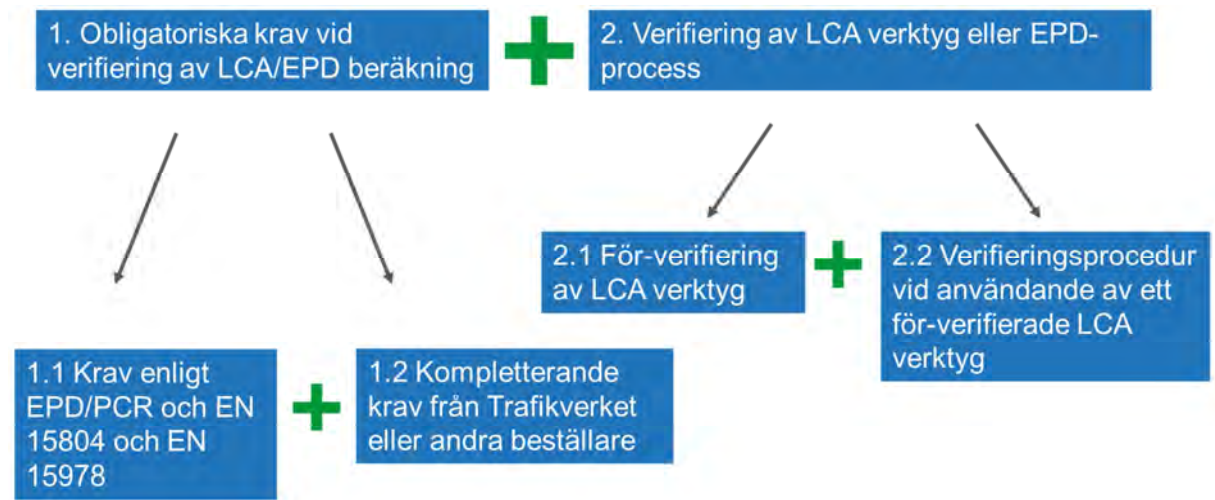 1. Obligatoriska krav vid
verifiering av LCA/EPD beräkning
2. Verifiering av LCA verktyg eller EPD-
process
2.1 För-verifiering
av LCA verktyg
2.2 Verifieringsprocedur
vid användande av ett
för-verifierade LCA
verktyg
1.1 Krav enligt
EPD/PCR och EN
15804 och EN
15978
1.2 Kompletterande
krav från Trafikverket
eller andra beställare